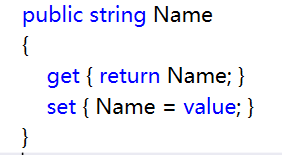 public string Name
{
get { return Name; }
set { Name = value; }
}